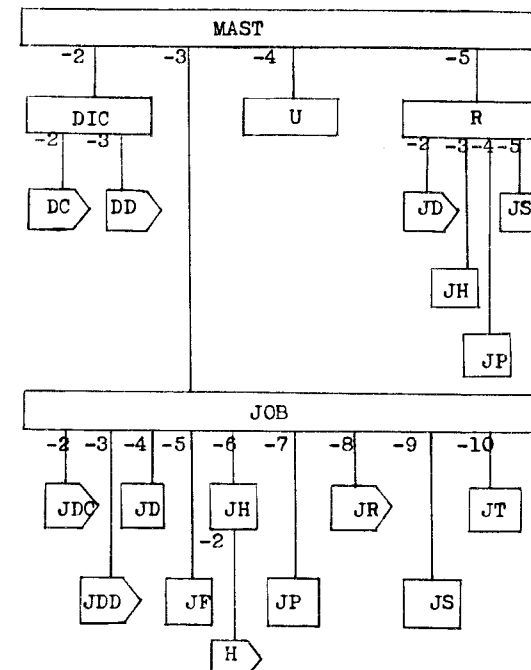 MAST
-2 -3 -4 -5
DIC U R
-2 -3 -2 -3 -4 -5
DC DD JD JS
JH
JP
JOB
-2 -3 -4 -5 -6 -7 -8 -9 -10
JDC JD JH JR JT
-2
JDD JF JP JS
H